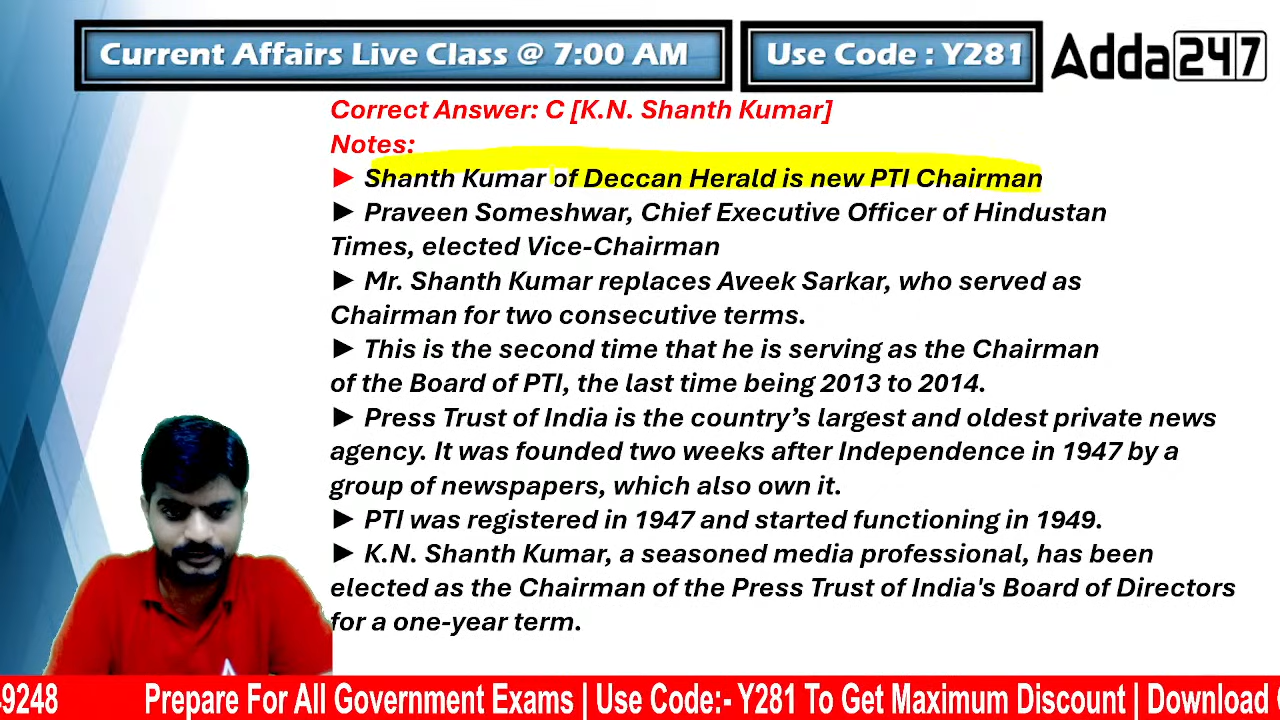 Current Affairs Live Class @ 7:00 AM
Use Code : Y281
Adda247
Correct Answer: C [K.N. Shanth Kumar]
Notes:
► Shanth Kumar of Deccan Herald is new PTI Chairman
► Praveen Someshwar, Chief Executive Officer of Hindustan
Times, elected Vice-Chairman
► Mr. Shanth Kumar replaces Aveek Sarkar, who served as
Chairman for two consecutive terms.
► This is the second time that he is serving as the Chairman
of the Board of PTI, the last time being 2013 to 2014.
► Press Trust of India is the country’s largest and oldest private news
agency. It was founded two weeks after Independence in 1947 by a
group of newspapers, which also own it.
► PTI was registered in 1947 and started functioning in 1949.
► K.N. Shanth Kumar, a seasoned media professional, has been
elected as the Chairman of the Press Trust of India's Board of Directors
for a one-year term.
9248 Prepare For All Government Exams | Use Code:- Y281 To Get Maximum Discount | Download